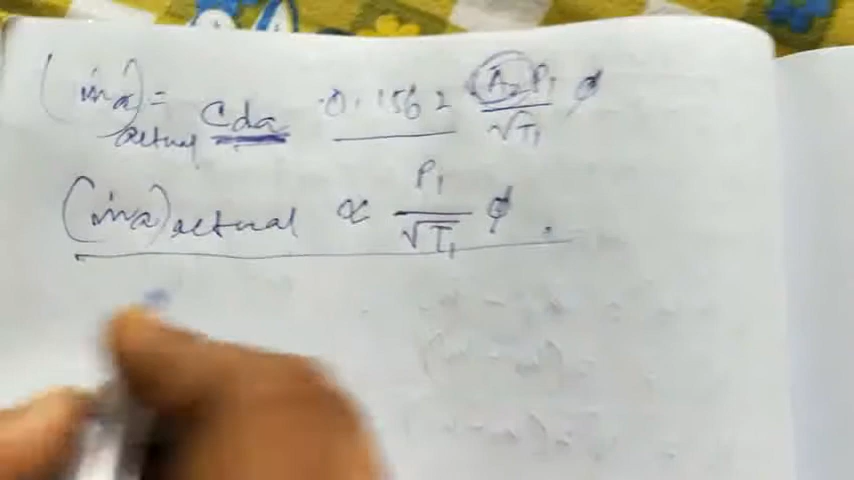 (ṁa)actual = Cda 0.1562 A₂P₁/√T₁ ϕ
(ṁa)actual ∝ P₁/√T₁ ϕ .